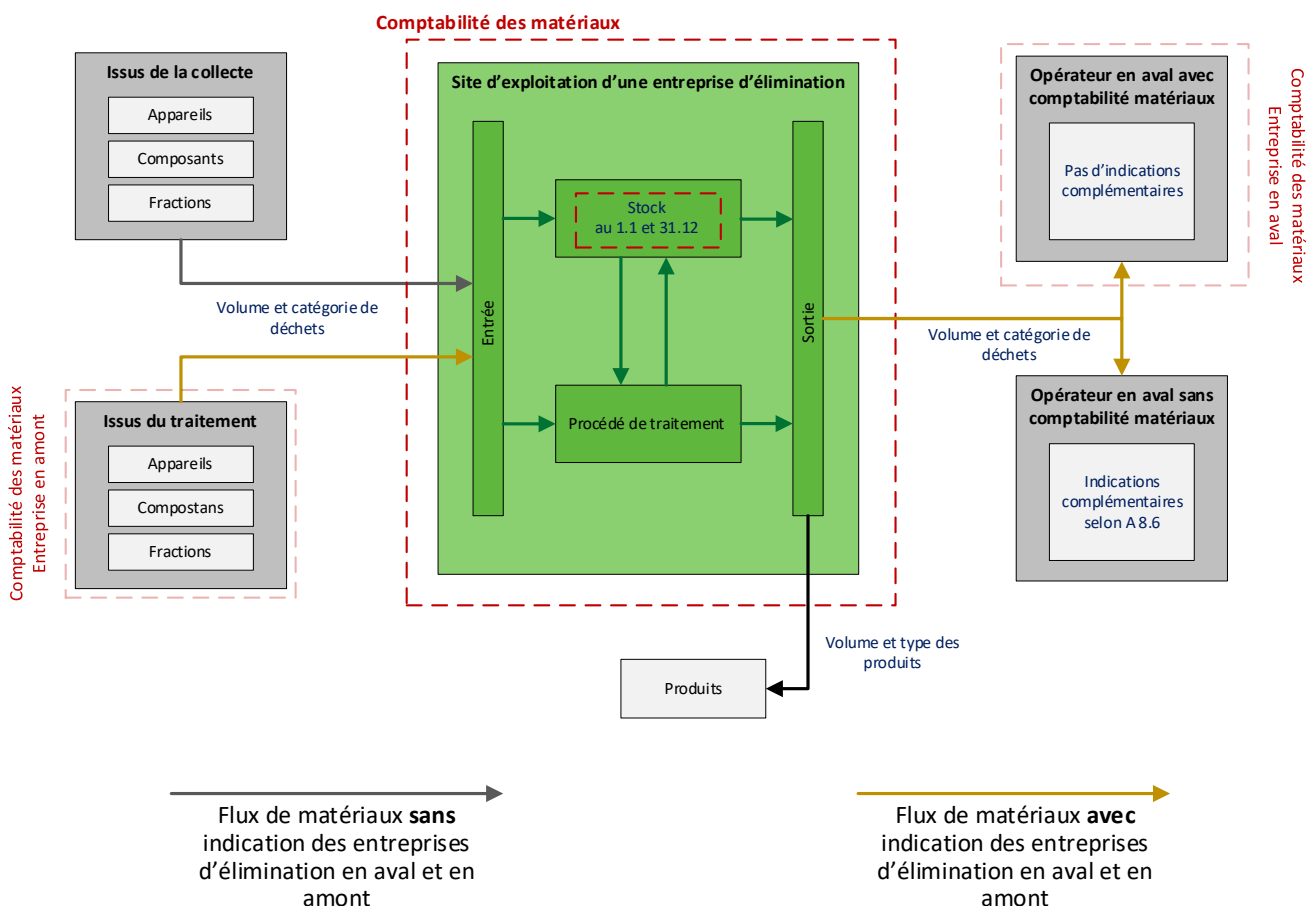 Comptabilité des matériaux
Issus de la collecte
Appareils
Composants
Fractions
Volume et catégorie de
déchets
Comptabilité des matériaux
Entreprise en amont
Issus du traitement
Appareils
Compostans
Fractions
Site d’exploitation d’une entreprise d’élimination
Entrée
Stock
au 1.1 et 31.12
Procédé de traitement
Sortie
Volume et catégorie de
déchets
Opérateur en aval avec
comptabilité matériaux
Pas d’indications
complémentaires
Comptabilité des matériaux
Entreprise en aval
Opérateur en aval sans
comptabilité matériaux
Indications
complémentaires
selon A 8.6
Volume et type des
produits
Produits
Flux de matériaux sans
indication des entreprises
d’élimination en aval et en
amont
Flux de matériaux avec
indication des entreprises
d’élimination en aval et en
amont